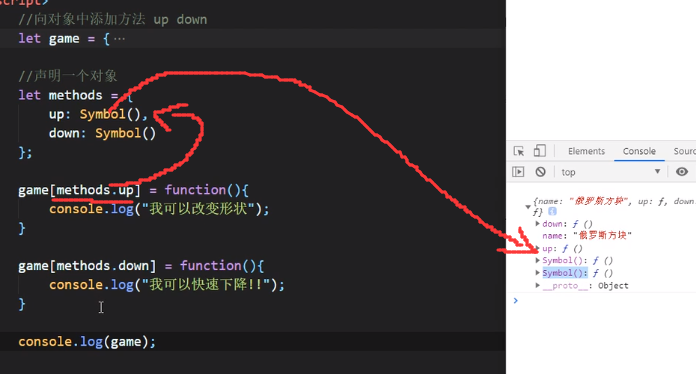 script>
//向对象中添加方法 up down
let game = {…
//声明一个对象
let methods = {
up: Symbol(),
down: Symbol()
};
game[methods.up] = function(){
console.log("我可以改变形状");
}
game[methods.down] = function(){
console.log("我可以快速下降!!");
}
console.log(game);
Elements Console Sour
top
{name: "俄罗斯方块", up: ƒ, down
ƒ}
down: ƒ ()
name: "俄罗斯方块"
up: ƒ ()
Symbol(): ƒ ()
Symbol(): ƒ ()
__proto__: Object